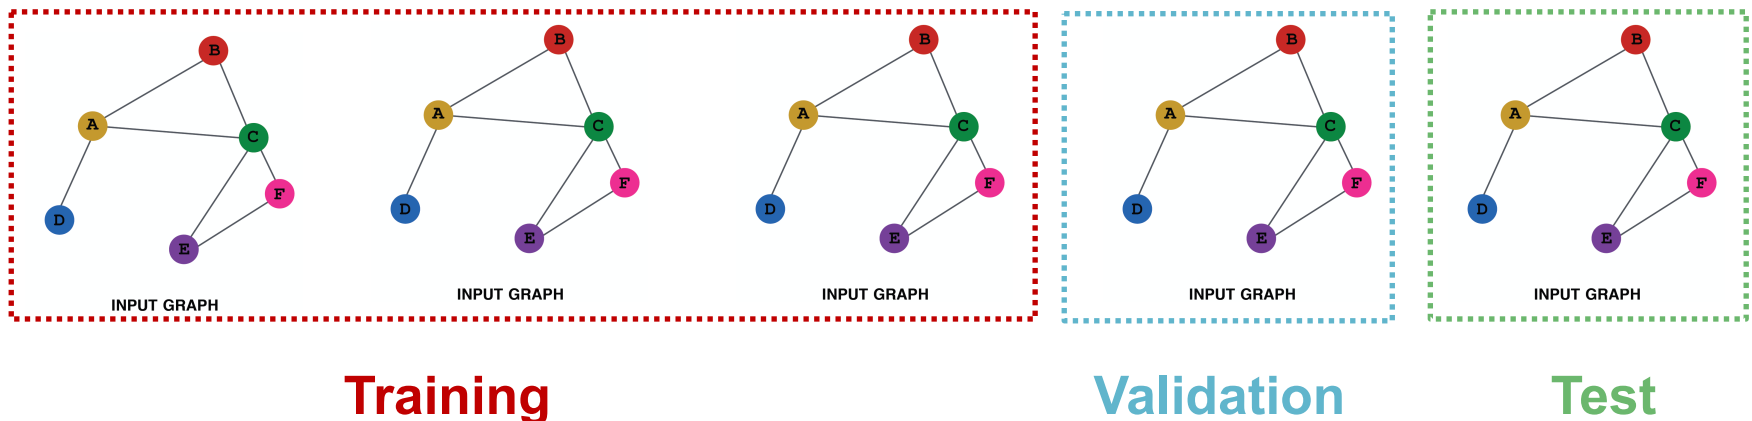 B
A
C
F
D
E
INPUT GRAPH
B
A
C
F
D
E
INPUT GRAPH
B
A
C
F
D
E
INPUT GRAPH
B
A
C
F
D
E
INPUT GRAPH
B
A
C
F
D
E
INPUT GRAPH
Training
Validation
Test